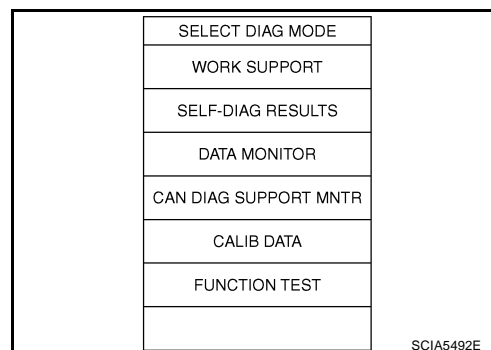 SELECT DIAG MODE
WORK SUPPORT
SELF-DIAG RESULTS
DATA MONITOR
CAN DIAG SUPPORT MNTR
CALIB DATA
FUNCTION TEST
SCIA5492E